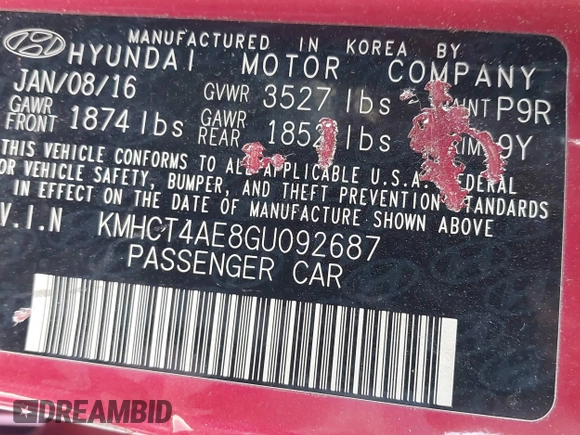 MANUFACTURED IN KOREA BY
HYUNDAI MOTOR COMPANY
JAN/08/16 GVWR 3527 lbs P9R
GAWR FRONT 1874 lbs GAWR REAR lbs 9Y
THIS VEHICLE CONFORMS TO ALL APPLICABLE U.S.A. FEDERAL
VEHICLE SAFETY, BUMPER, AND THEFT PREVENTION STANDARDS
IN EFFECT ON THE DATE OF MANUFACTURE SHOWN ABOVE
V.I.N KMHCT4AE8GU092687
PASSENGER CAR
DREAMBID